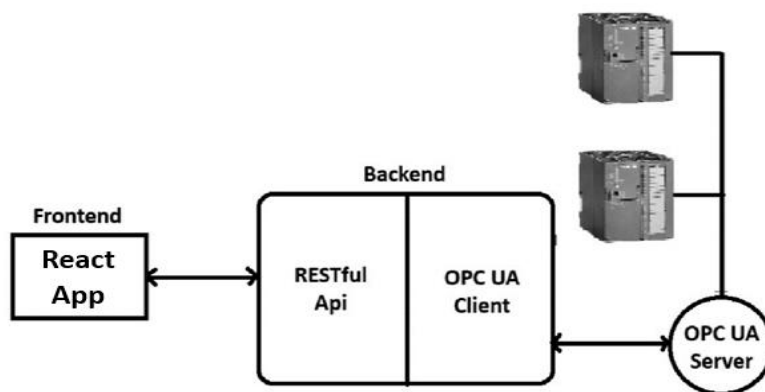 Backend
Frontend
React
App
RESTful
Api
OPC UA
Client
OPC UA
Server